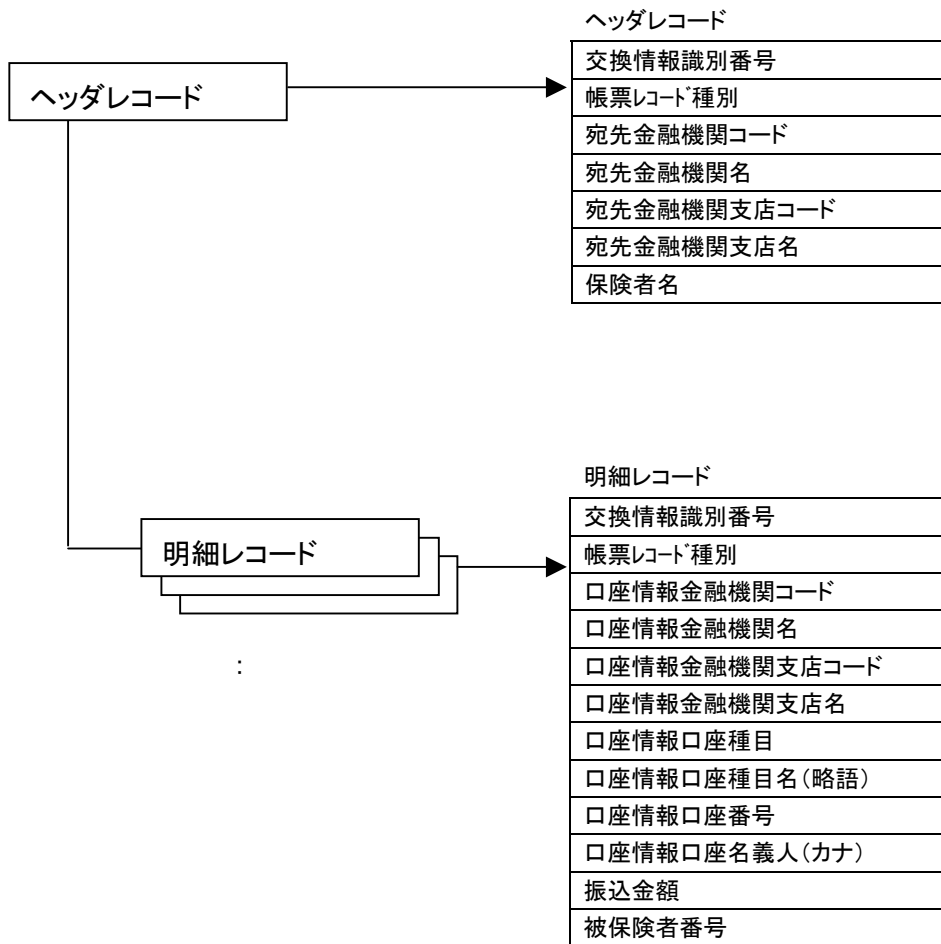 ヘッダレコード
ヘッダレコード
交換情報識別番号
帳票ﾚｺｰﾄﾞ種別
宛先金融機関コード
宛先金融機関名
宛先金融機関支店コード
宛先金融機関支店名
保険者名
明細レコード
明細レコード
:
交換情報識別番号
帳票ﾚｺｰﾄﾞ種別
口座情報金融機関コード
口座情報金融機関名
口座情報金融機関支店コード
口座情報金融機関支店名
口座情報口座種目
口座情報口座種目名(略語)
口座情報口座番号
口座情報口座名義人(カナ)
振込金額
被保険者番号